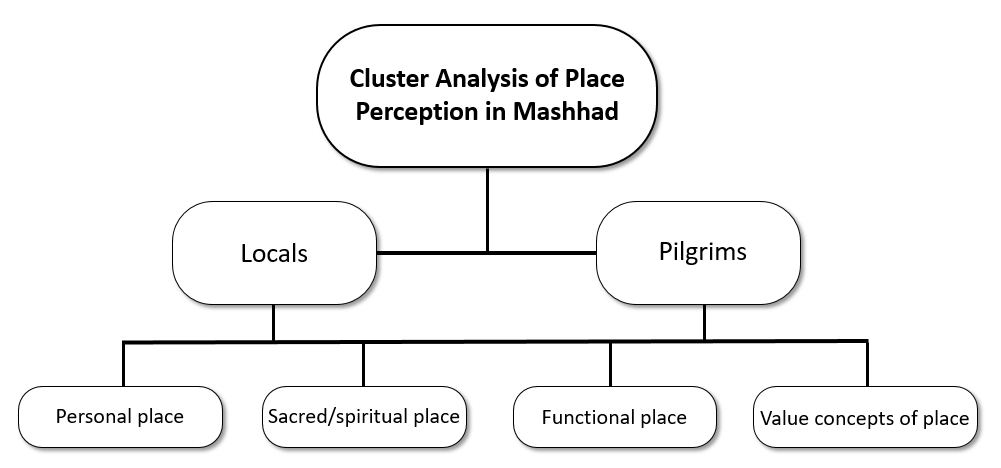 Cluster Analysis of Place
Perception in Mashhad
Locals
Pilgrims
Personal place
Sacred/spiritual place
Functional place
Value concepts of place